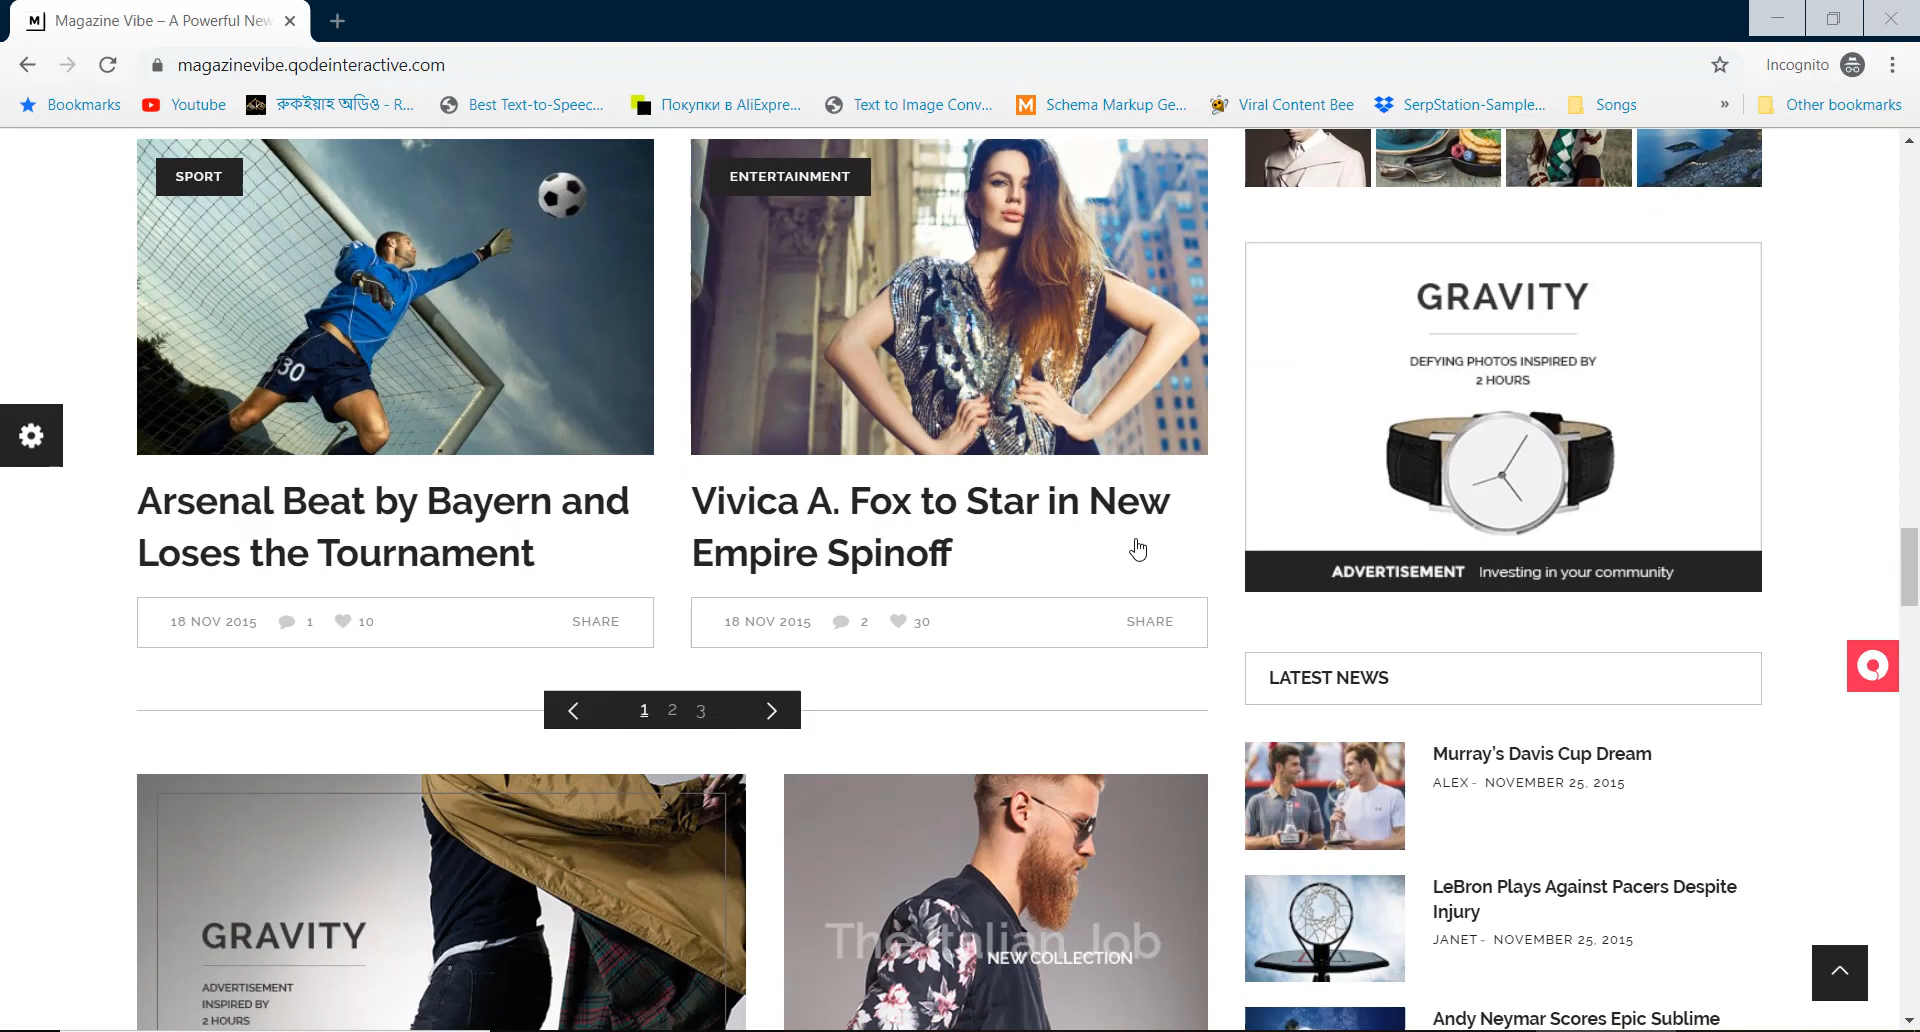 Magazine Vibe – A Powerful New
magazinevibe.qodeinteractive.com
Incognito
Bookmarks
Youtube
রুকইয়াহ অডিও - R...
Best Text-to-Speec...
Покупки в AliExpre...
Text to Image Conv...
Schema Markup Ge...
Viral Content Bee
SerpStation-Sample...
Songs
»
Other bookmarks
SPORT
ENTERTAINMENT
30
Arsenal Beat by Bayern and
Loses the Tournament
18 NOV 2015 1 10 SHARE
Vivica A. Fox to Star in New
Empire Spinoff
18 NOV 2015 2 30 SHARE
1 2 3
GRAVITY
ADVERTISEMENT
INSPIRED BY
2 HOURS
The Italian Job
NEW COLLECTION
GRAVITY
DEFYING PHOTOS INSPIRED BY
2 HOURS
ADVERTISEMENT Investing in your community
LATEST NEWS
Murray's Davis Cup Dream
ALEX - NOVEMBER 25, 2015
LeBron Plays Against Pacers Despite
Injury
JANET - NOVEMBER 25, 2015
Andy Neymar Scores Epic Sublime